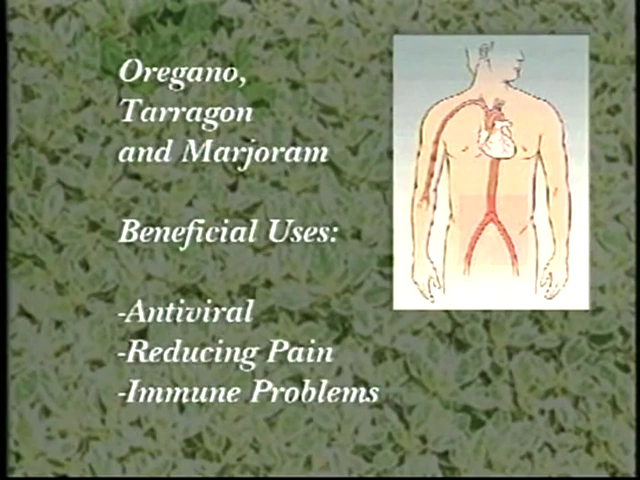 Oregano,
Tarragon
and Marjoram
Beneficial Uses:
-Antiviral
-Reducing Pain
-Immune Problems